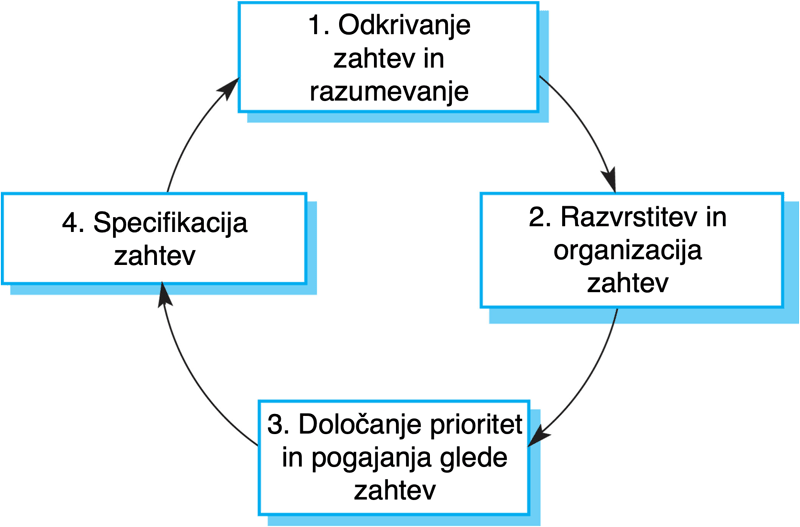 1. Odkrivanje
zahtev in
razumevanje
2. Razvrstitev in
organizacija
zahtev
3. Določanje prioritet
in pogajanja glede
zahtev
4. Specifikacija
zahtev